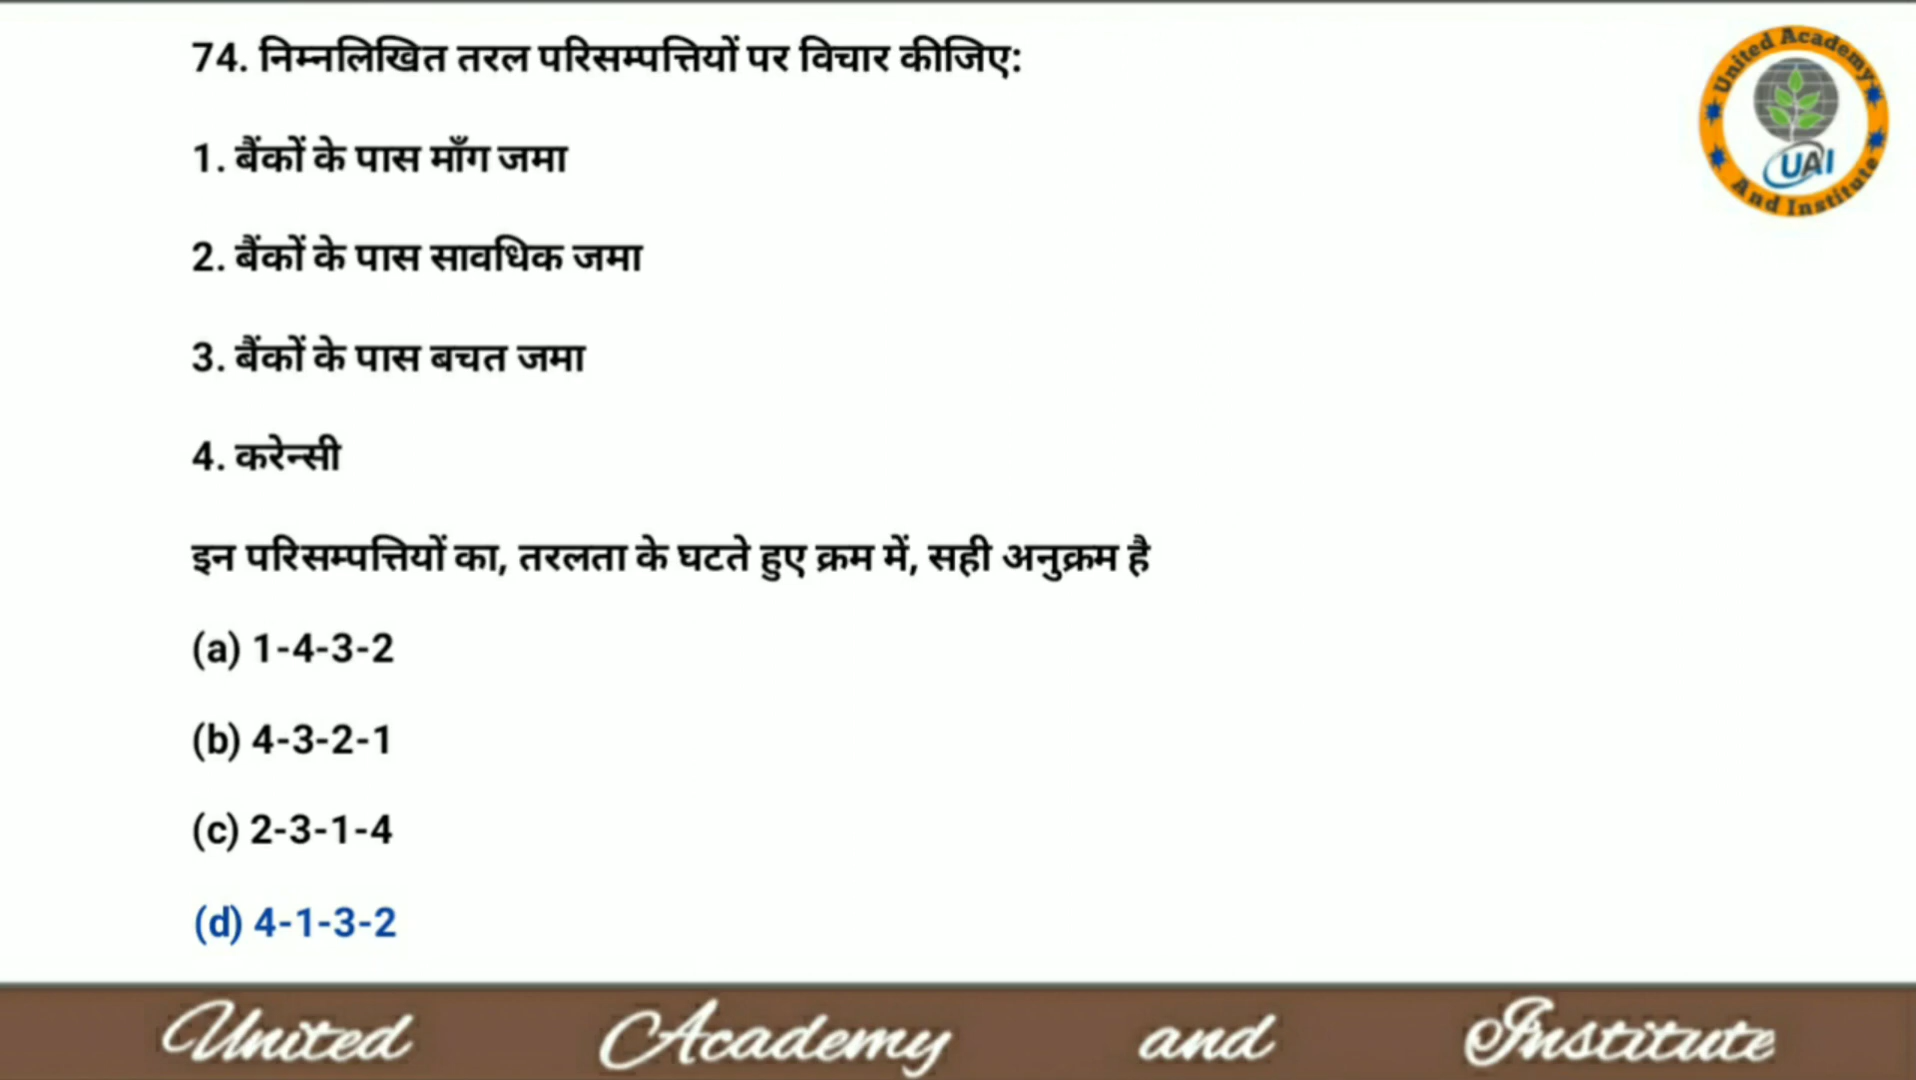 74. निम्नलिखित तरल परिसम्पत्तियों पर विचार कीजिए:
1. बैंकों के पास माँग जमा
2. बैंकों के पास सावधिक जमा
3. बैंकों के पास बचत जमा
4. करेन्सी
इन परिसम्पत्तियों का, तरलता के घटते हुए क्रम में, सही अनुक्रम है
(a) 1-4-3-2
(b) 4-3-2-1
(c) 2-3-1-4
(d) 4-1-3-2
United Academy
UAI
And Institute
United Academy and Institute